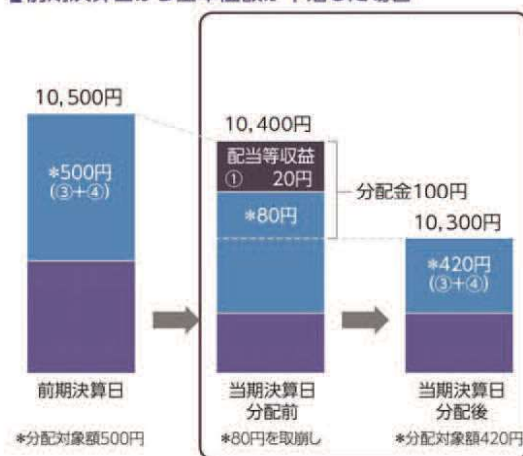 10,500円
*500円
(③+④)
前期決算日
*分配対象額500円
10,400円
配当等収益
① 20円
*80円
分配金100円
当期決算日
分配前
*80円を取崩し
10,300円
*420円
(③+④)
当期決算日
分配後
*分配対象額420円